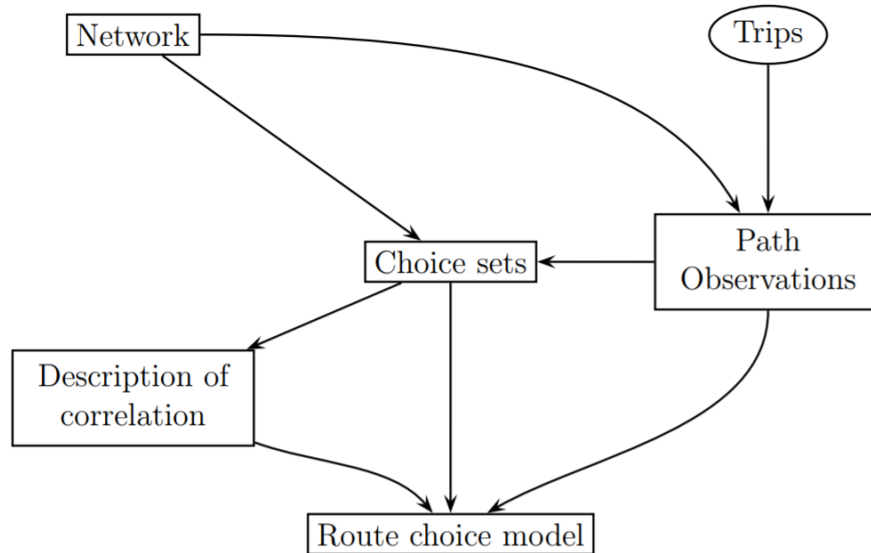 Network
Trips
Path
Observations
Choice sets
Description of
correlation
Route choice model